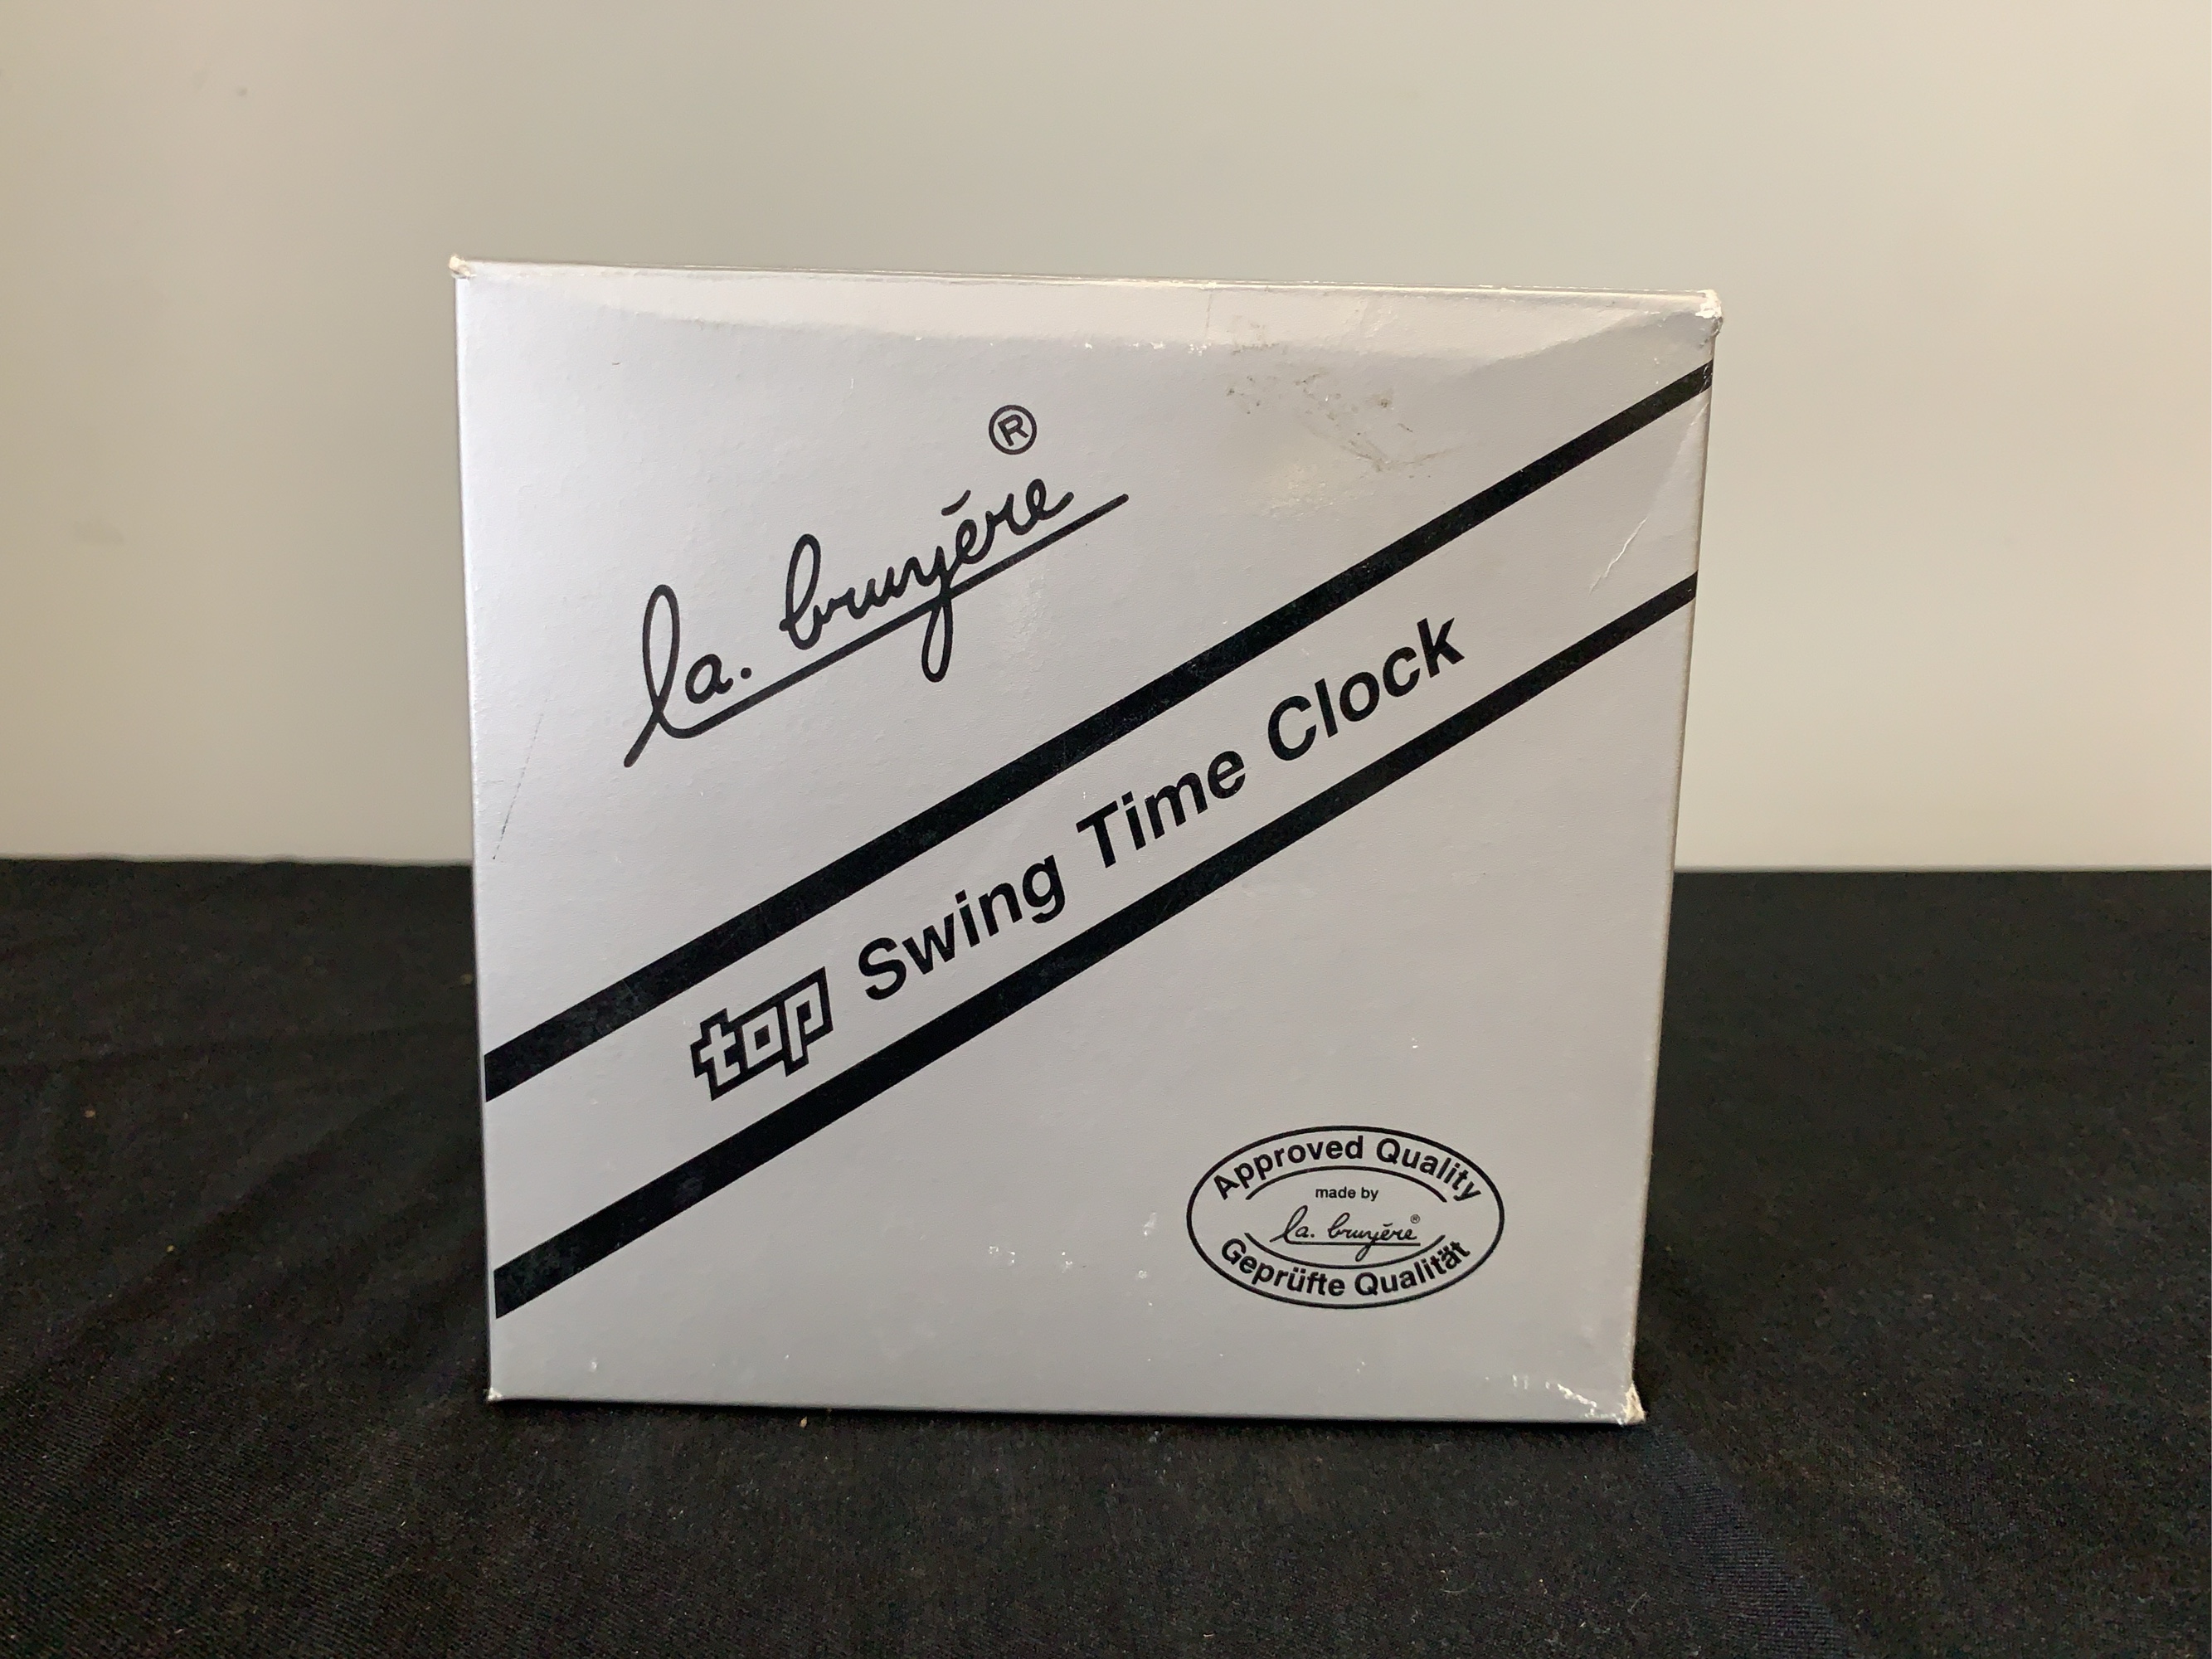 ®
la. bruyère
top Swing Time Clock
Approved Quality
made by
la. bruyère®
Geprüfte Qualität